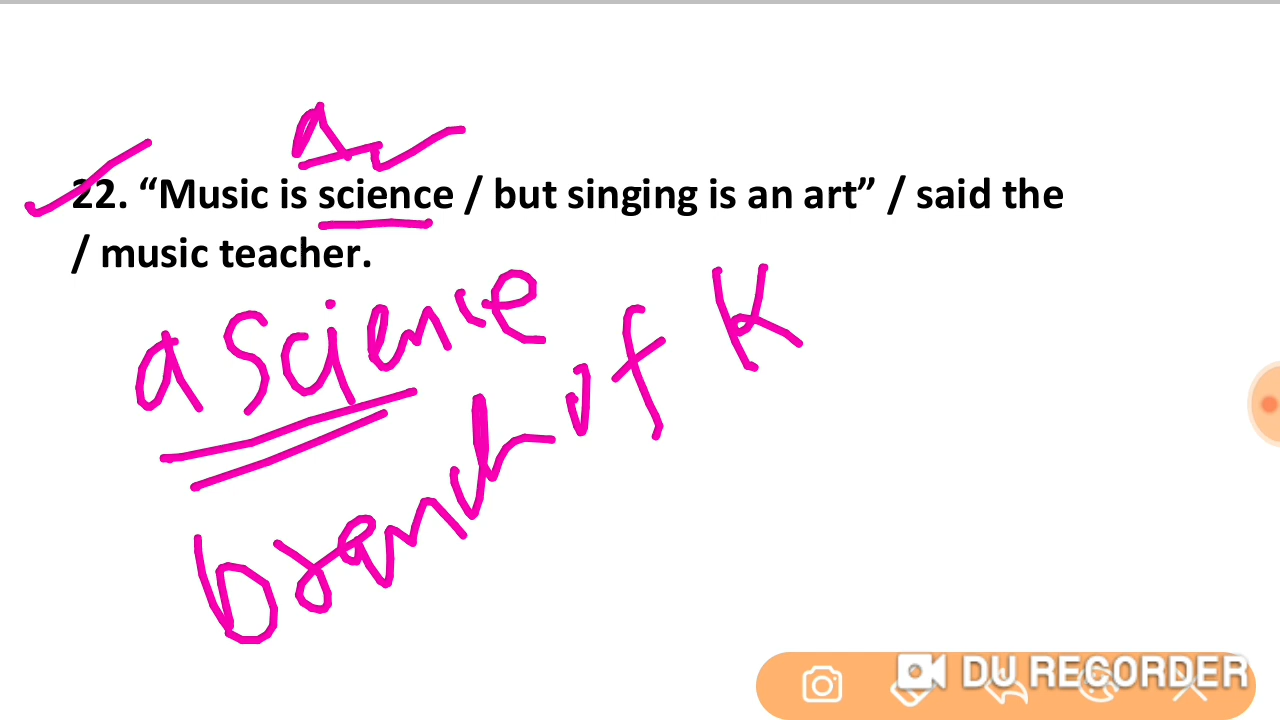 a
22. “Music is science / but singing is an art” / said the
/ music teacher.
a science
branch of K
DU RECORDER